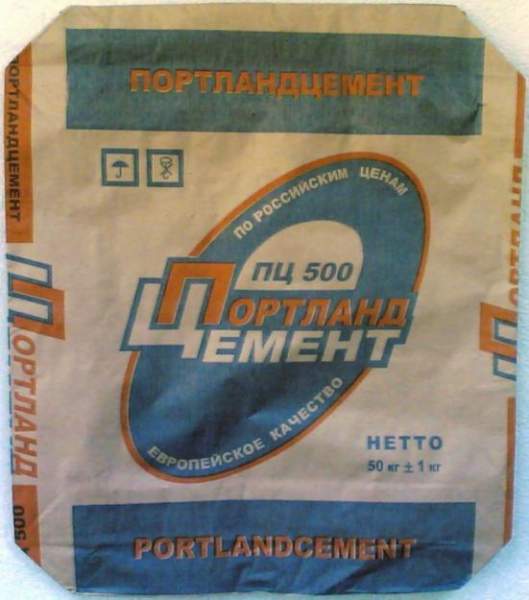 ПОРТЛАНДЦЕМЕНТ
ПО РОССИЙСКИМ ЦЕНАМ
ПЦ 500
ПОРТЛАНД
ЦЕМЕНТ
ЕВРОПЕЙСКОЕ КАЧЕСТВО
НЕТТО
50 кг ± 1 кг
PORTLANDCEMENT
ПОРТЛАНДЦЕМЕНТ
ПОРТЛАНД
500
ПОРТЛАНД